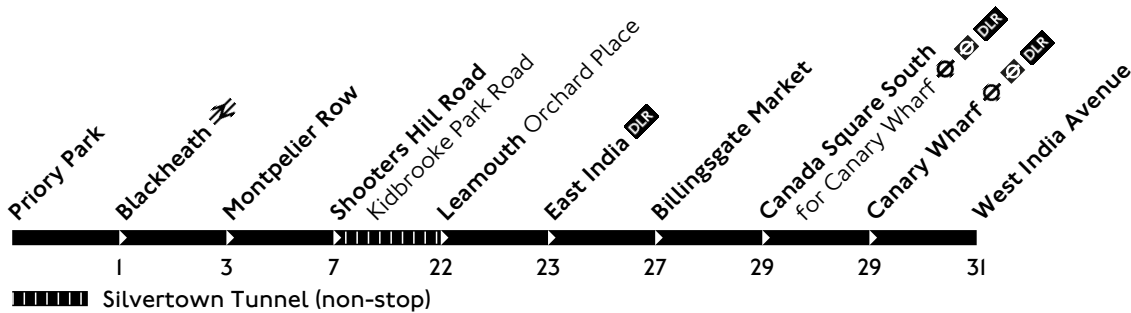 Priory Park
Blackheath
Montpelier Row
Shooters Hill Road
Kidbrooke Park Road
Leamouth Orchard Place
East India DLR
Billingsgate Market
Canada Square South
for Canary Wharf DLR
Canary Wharf DLR
West India Avenue
1 3 7 22 23 27 29 29 31
Silvertown Tunnel (non-stop)